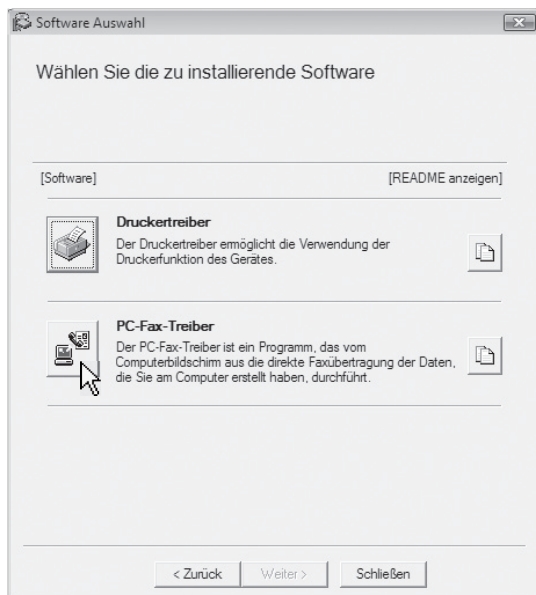 Software Auswahl
Wählen Sie die zu installierende Software
[Software] [README anzeigen]
Druckertreiber
Der Druckertreiber ermöglicht die Verwendung der
Druckerfunktion des Gerätes.
PC-Fax-Treiber
Der PC-Fax-Treiber ist ein Programm, das vom
Computerbildschirm aus die direkte Faxübertragung der Daten,
die Sie am Computer erstellt haben, durchführt.
< Zurück Weiter > Schließen